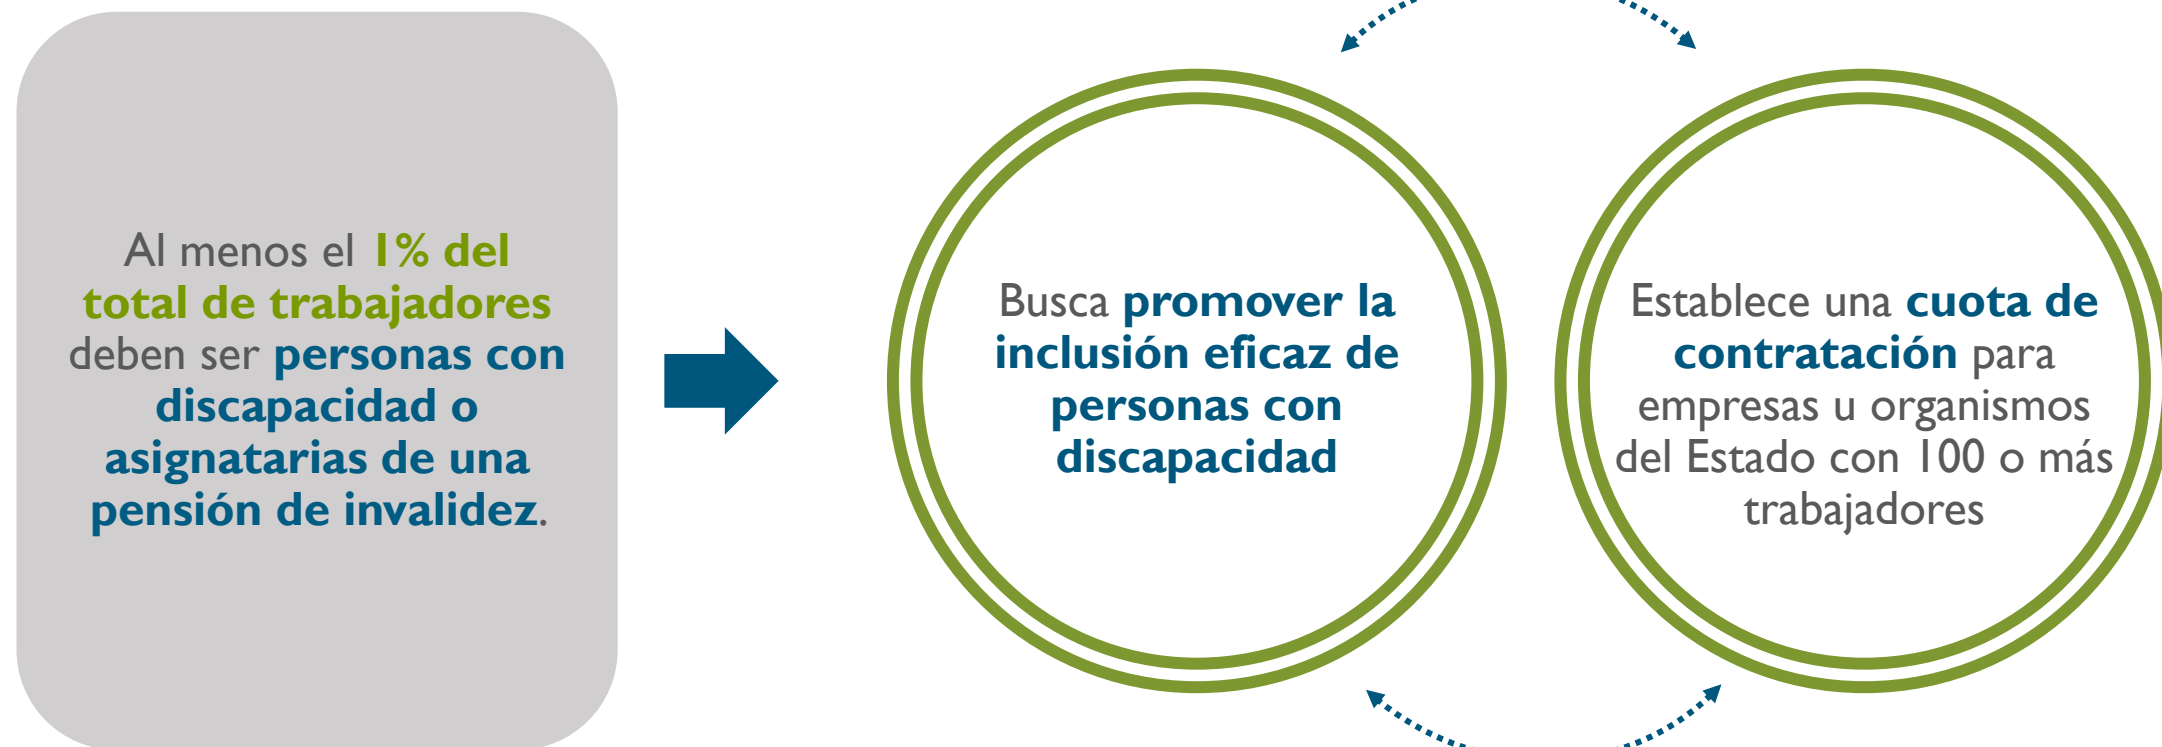 Al menos el 1% del
total de trabajadores
deben ser personas con
discapacidad o
asignatarias de una
pensión de invalidez.
Busca promover la
inclusión eficaz de
personas con
discapacidad
Establece una cuota de
contratación para
empresas u organismos
del Estado con 100 o más
trabajadores